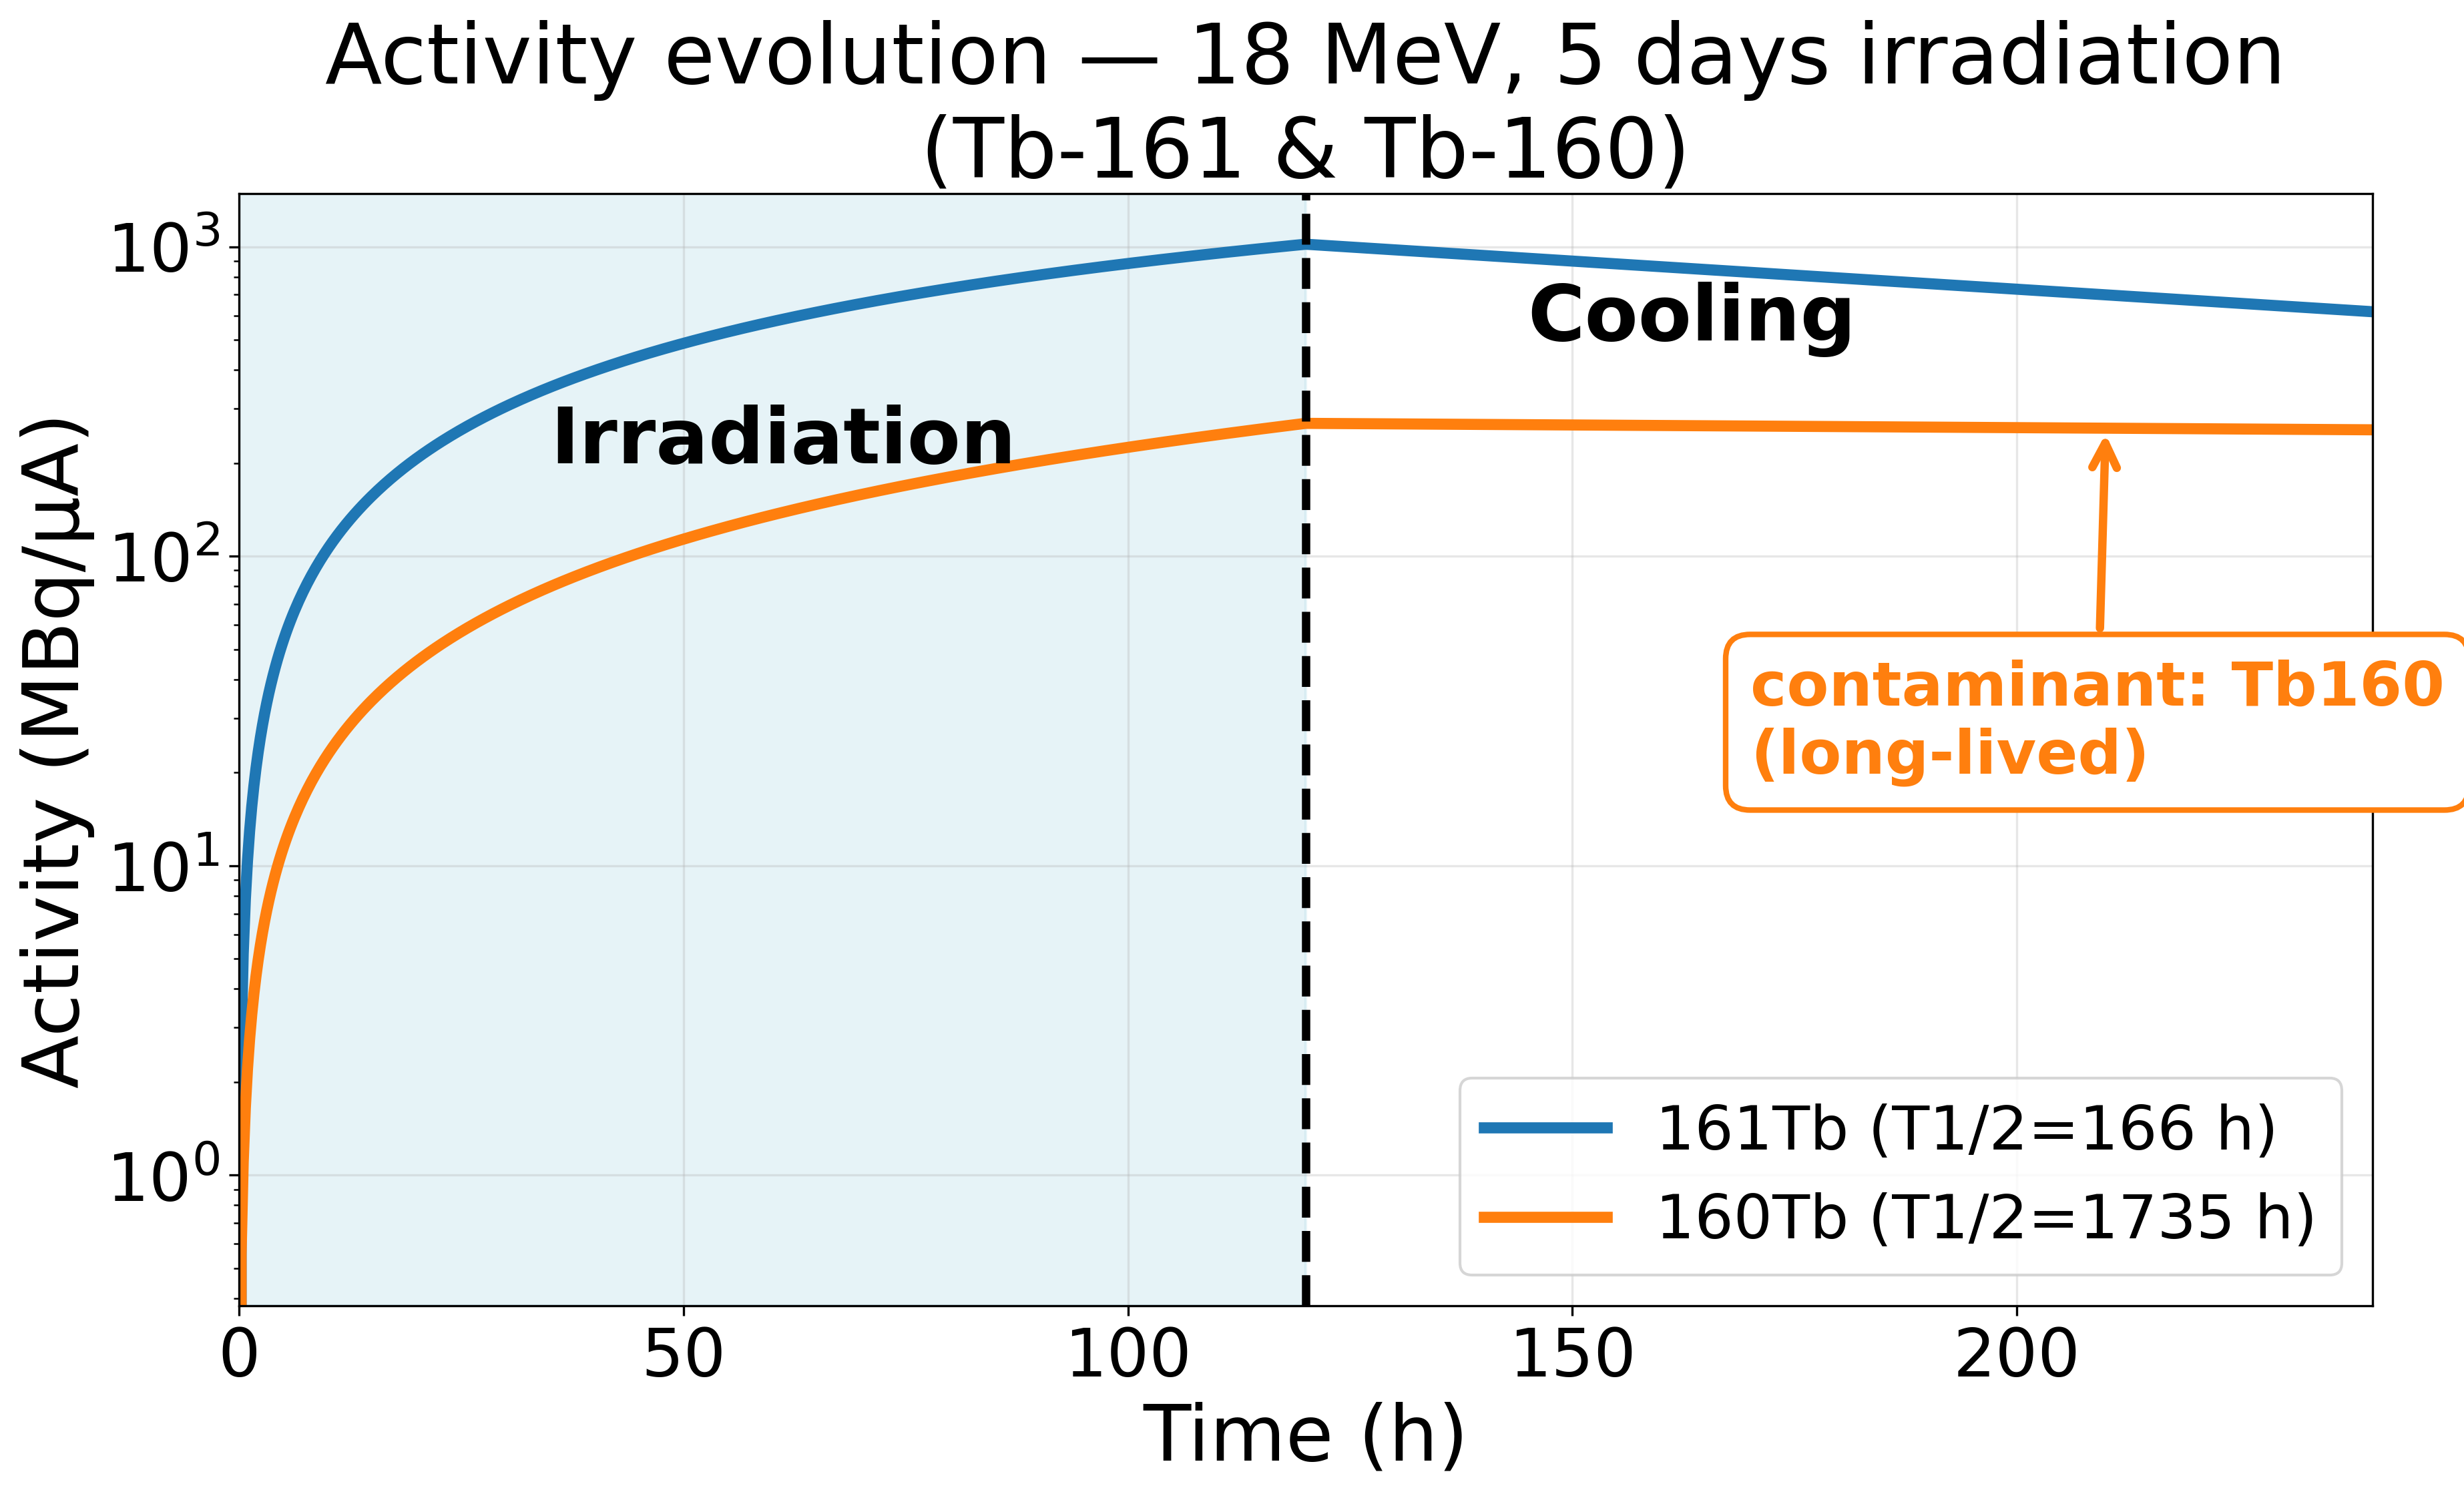 Activity evolution — 18 MeV, 5 days irradiation
(Tb-161 & Tb-160)
Activity (MBq/μA)
10³
10²
10¹
10⁰
Irradiation
Cooling
contaminant: Tb160
(long-lived)
161Tb (T1/2=166 h)
160Tb (T1/2=1735 h)
0 50 100 150 200
Time (h)